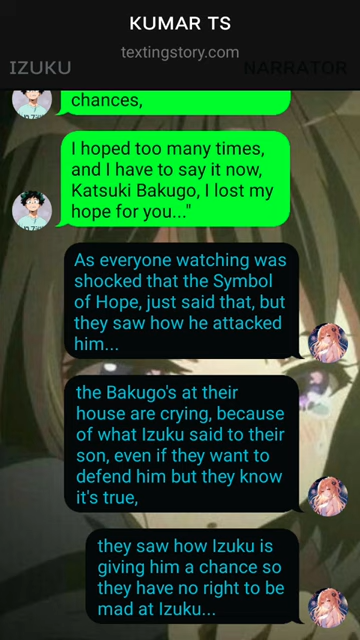 KUMAR TS
textingstory.com
IZUKU
NARRATOR
chances,
I hoped too many times,
and I have to say it now,
Katsuki Bakugo, I lost my
hope for you..."
As everyone watching was
shocked that the Symbol
of Hope, just said that, but
they saw how he attacked
him...
the Bakugo's at their
house are crying, because
of what Izuku said to their
son, even if they want to
defend him but they know
it's true,
they saw how Izuku is
giving him a chance so
they have no right to be
mad at Izuku...